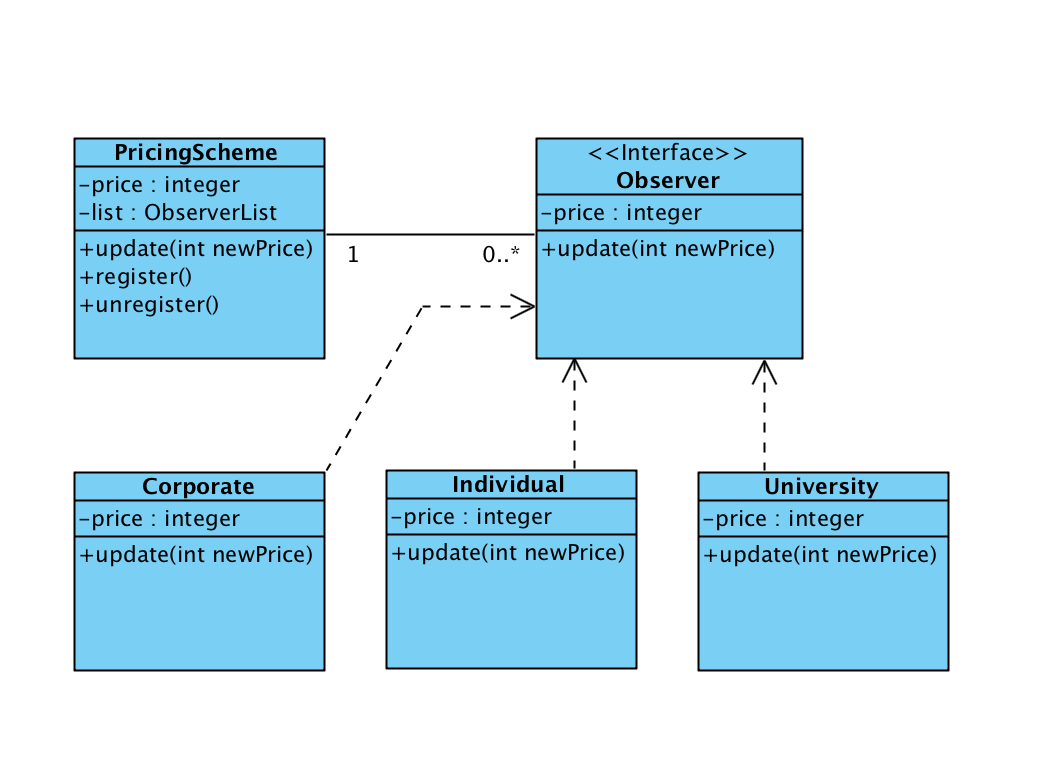 PricingScheme
-price : integer
-list : ObserverList
+update(int newPrice)
+register()
+unregister()
<<Interface>>
Observer
-price : integer
+update(int newPrice)
1
0..*
Corporate
-price : integer
+update(int newPrice)
Individual
-price : integer
+update(int newPrice)
University
-price : integer
+update(int newPrice)